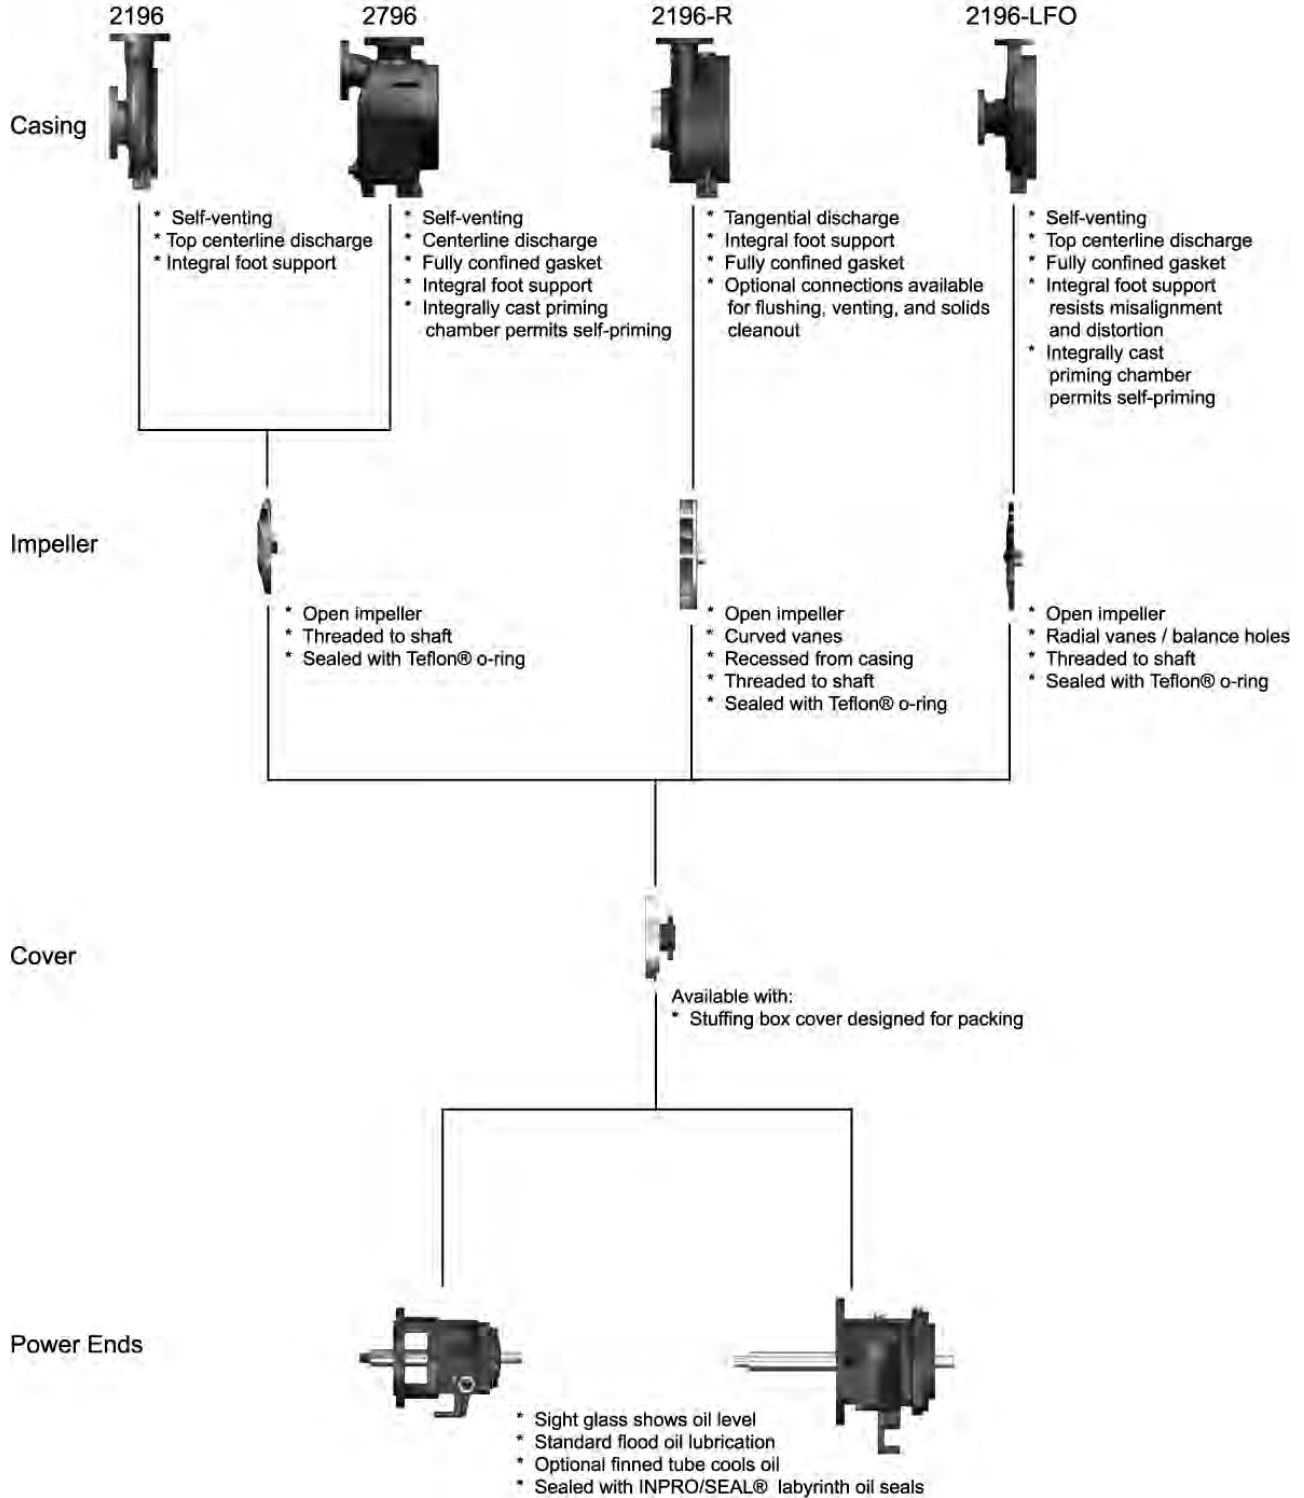 2196
2796
2196-R
2196-LFO
Casing
* Self-venting
* Top centerline discharge
* Integral foot support
* Self-venting
* Centerline discharge
* Fully confined gasket
* Integral foot support
* Integrally cast priming
chamber permits self-priming
* Tangential discharge
* Integral foot support
* Fully confined gasket
* Optional connections available
for flushing, venting, and solids
cleanout
* Self-venting
* Top centerline discharge
* Fully confined gasket
* Integral foot support
resists misalignment
and distortion
* Integrally cast
priming chamber
permits self-priming
Impeller
* Open impeller
* Threaded to shaft
* Sealed with Teflon® o-ring
* Open impeller
* Curved vanes
* Recessed from casing
* Threaded to shaft
* Sealed with Teflon® o-ring
* Open impeller
* Radial vanes / balance holes
* Threaded to shaft
* Sealed with Teflon® o-ring
Cover
Available with:
* Stuffing box cover designed for packing
Power Ends
* Sight glass shows oil level
* Standard flood oil lubrication
* Optional finned tube cools oil
* Sealed with INPRO/SEAL® labyrinth oil seals